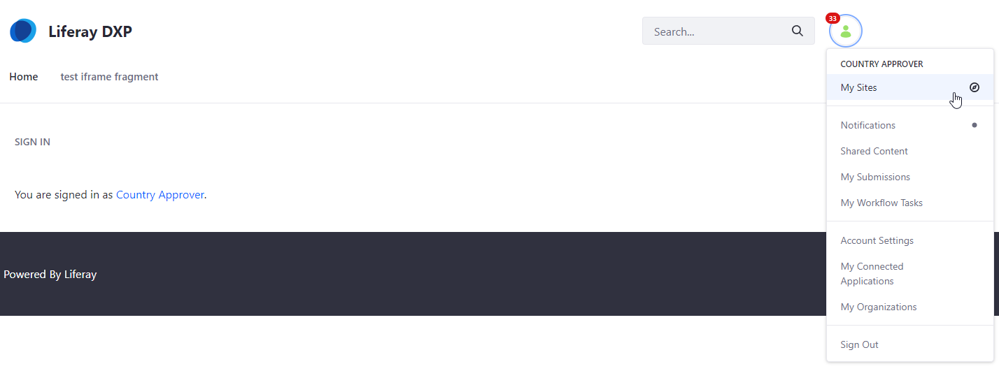 Liferay DXP
Search...
33
Home
test iframe fragment
COUNTRY APPROVER
My Sites
Notifications
Shared Content
My Submissions
My Workflow Tasks
Account Settings
My Connected
Applications
My Organizations
Sign Out
SIGN IN
You are signed in as Country Approver.
Powered By Liferay